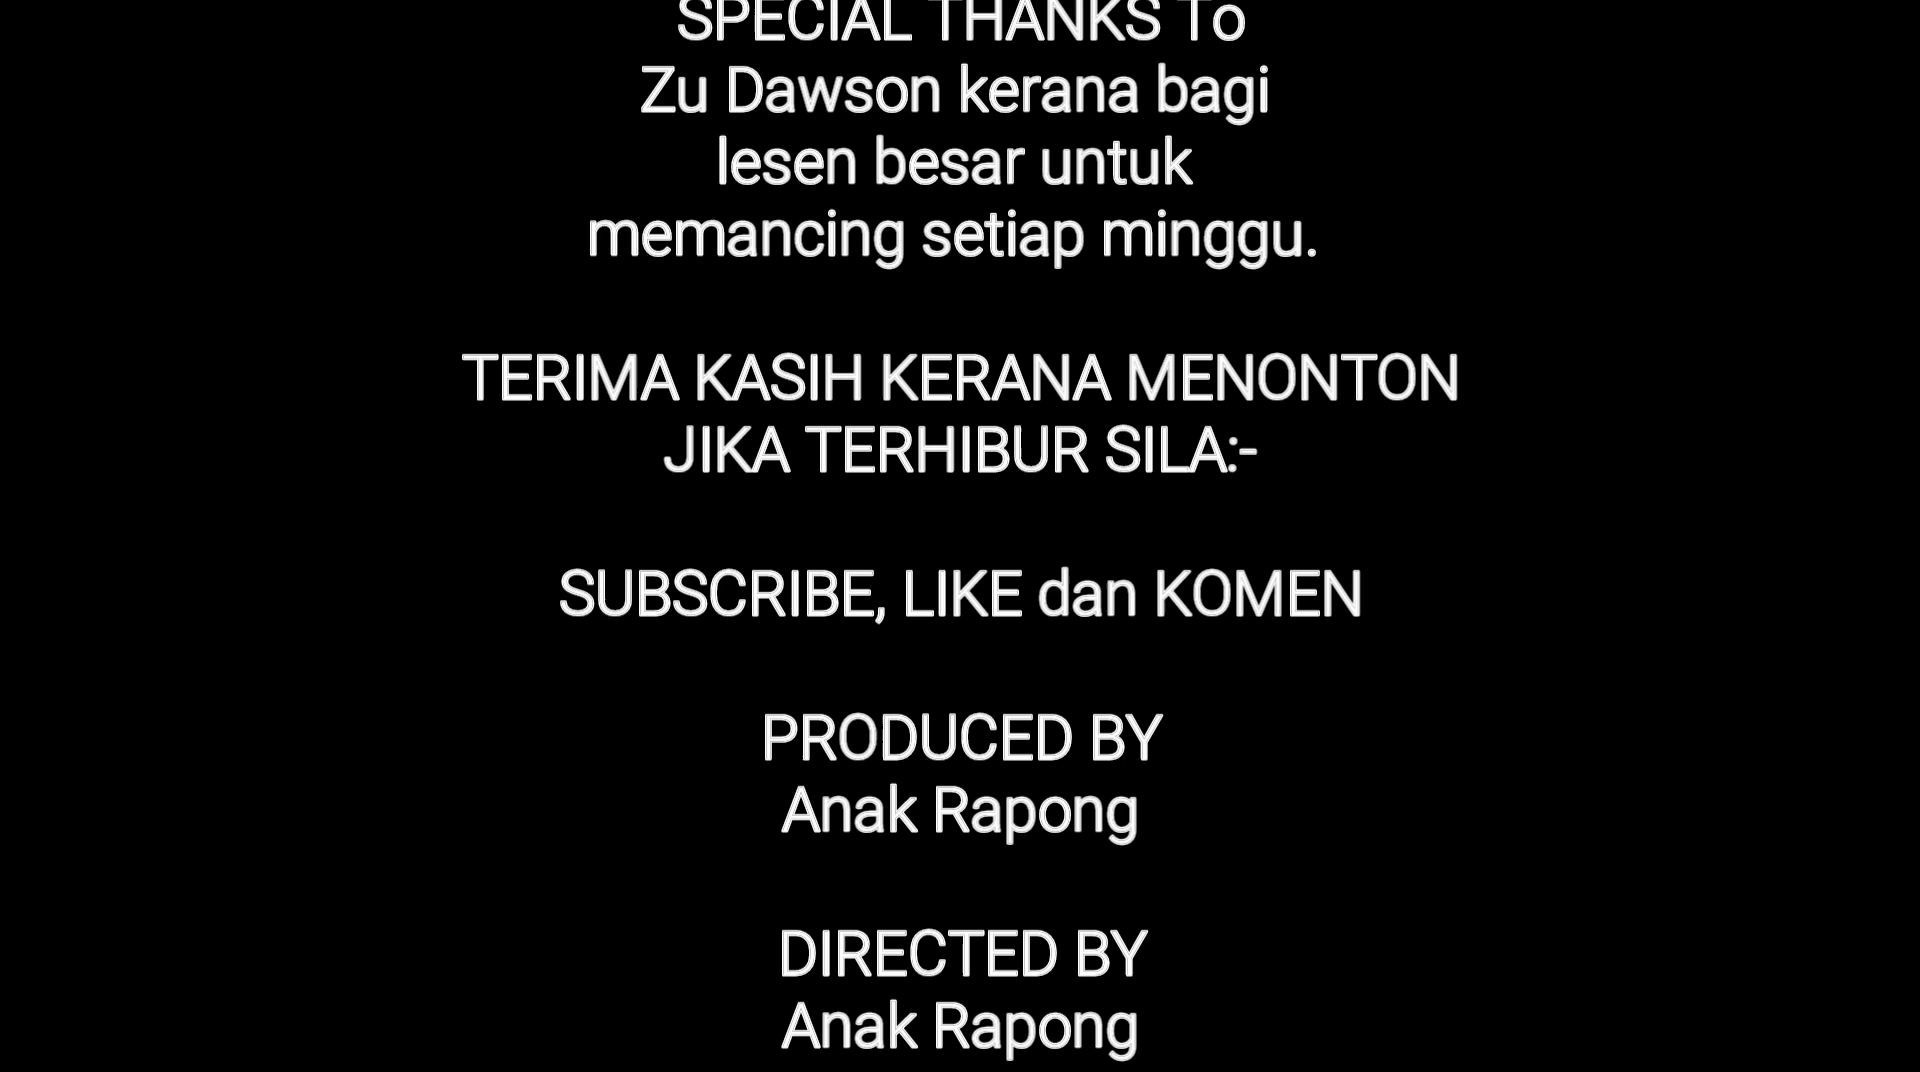 SPECIAL THANKS To
Zu Dawson kerana bagi
lesen besar untuk
memancing setiap minggu.
TERIMA KASIH KERANA MENONTON
JIKA TERHIBUR SILA:-
SUBSCRIBE, LIKE dan KOMEN
PRODUCED BY
Anak Rapong
DIRECTED BY
Anak Rapong